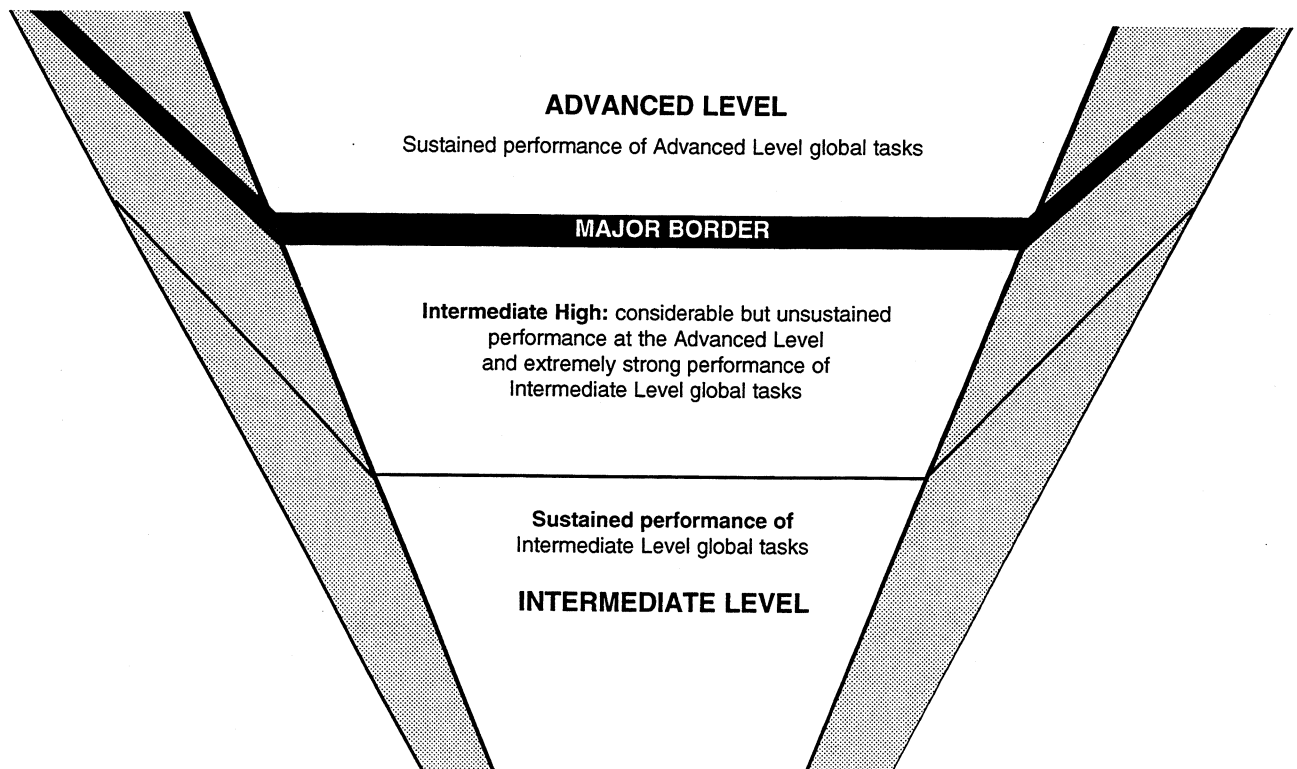 ADVANCED LEVEL
Sustained performance of Advanced Level global tasks
MAJOR BORDER
Intermediate High: considerable but unsustained
performance at the Advanced Level
and extremely strong performance of
Intermediate Level global tasks
Sustained performance of
Intermediate Level global tasks
INTERMEDIATE LEVEL